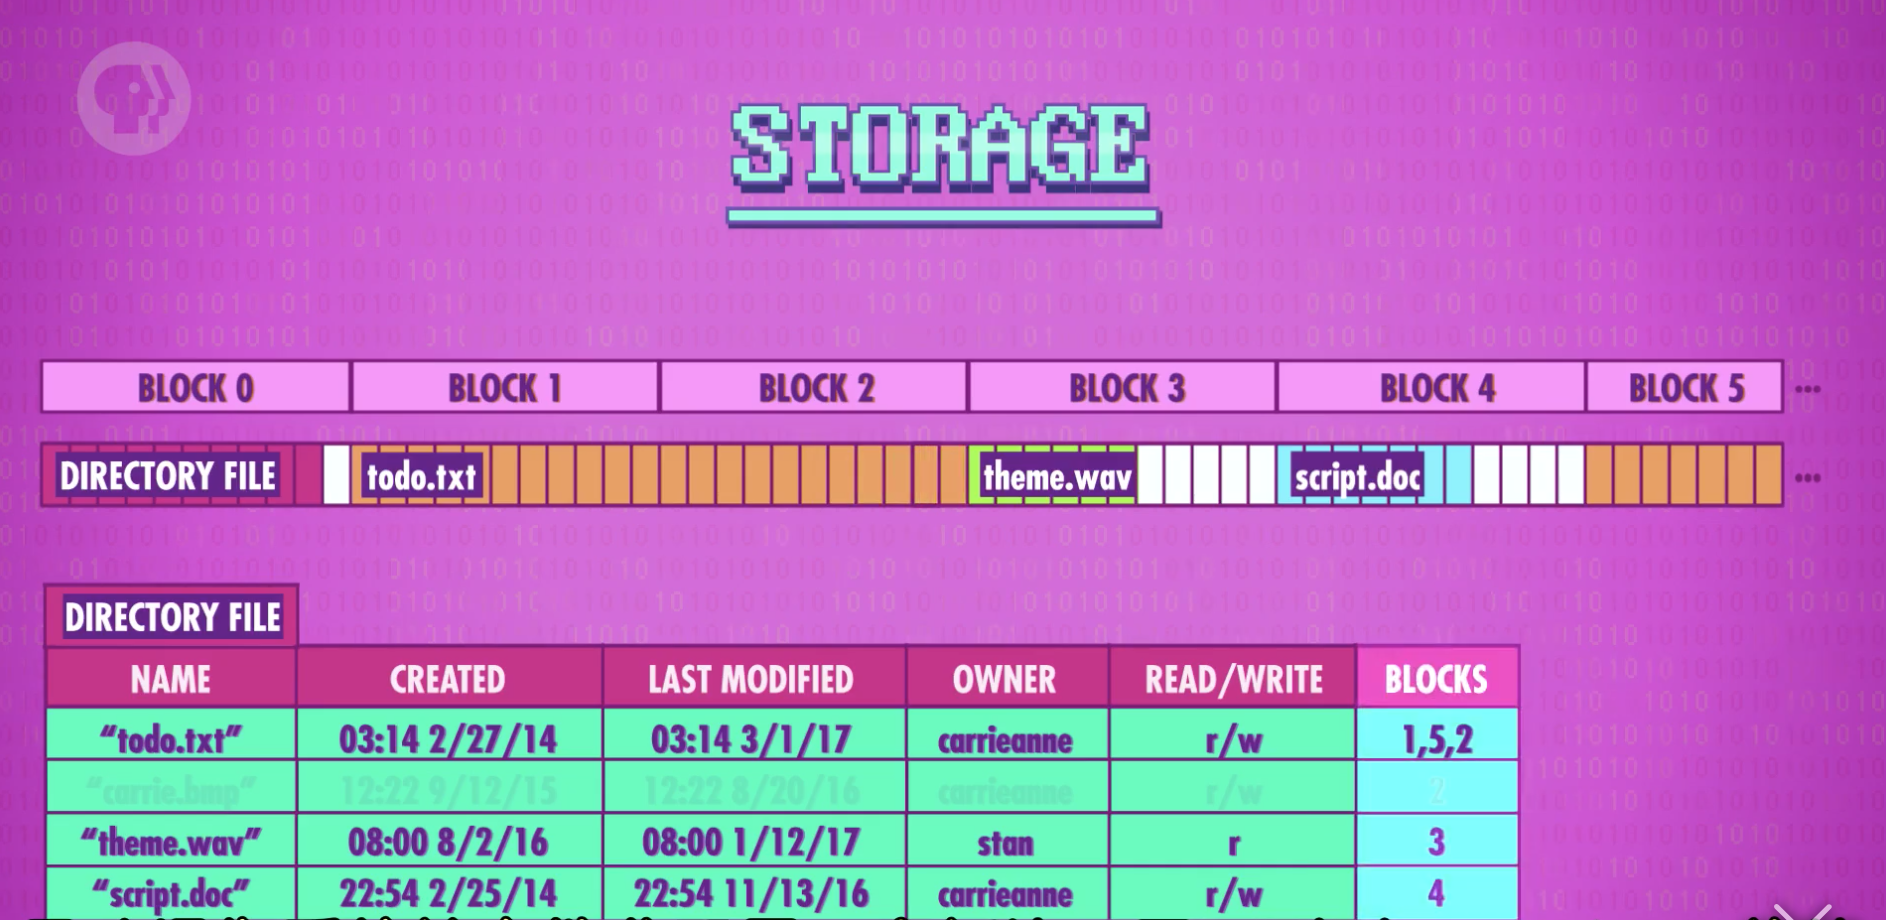 STORAGE
BLOCK 0 BLOCK 1 BLOCK 2 BLOCK 3 BLOCK 4 BLOCK 5 ...
DIRECTORY FILE todo.txt theme.wav script.doc ...
DIRECTORY FILE
NAME CREATED LAST MODIFIED OWNER READ/WRITE BLOCKS
“todo.txt” 03:14 2/27/14 03:14 3/1/17 carrieanne r/w 1,5,2
“carrie.bmp” 12:22 9/12/15 12:22 8/20/16 carrieanne r/w 2
“theme.wav” 08:00 8/2/16 08:00 1/12/17 stan r 3
“script.doc” 22:54 2/25/14 22:54 11/13/16 carrieanne r/w 4